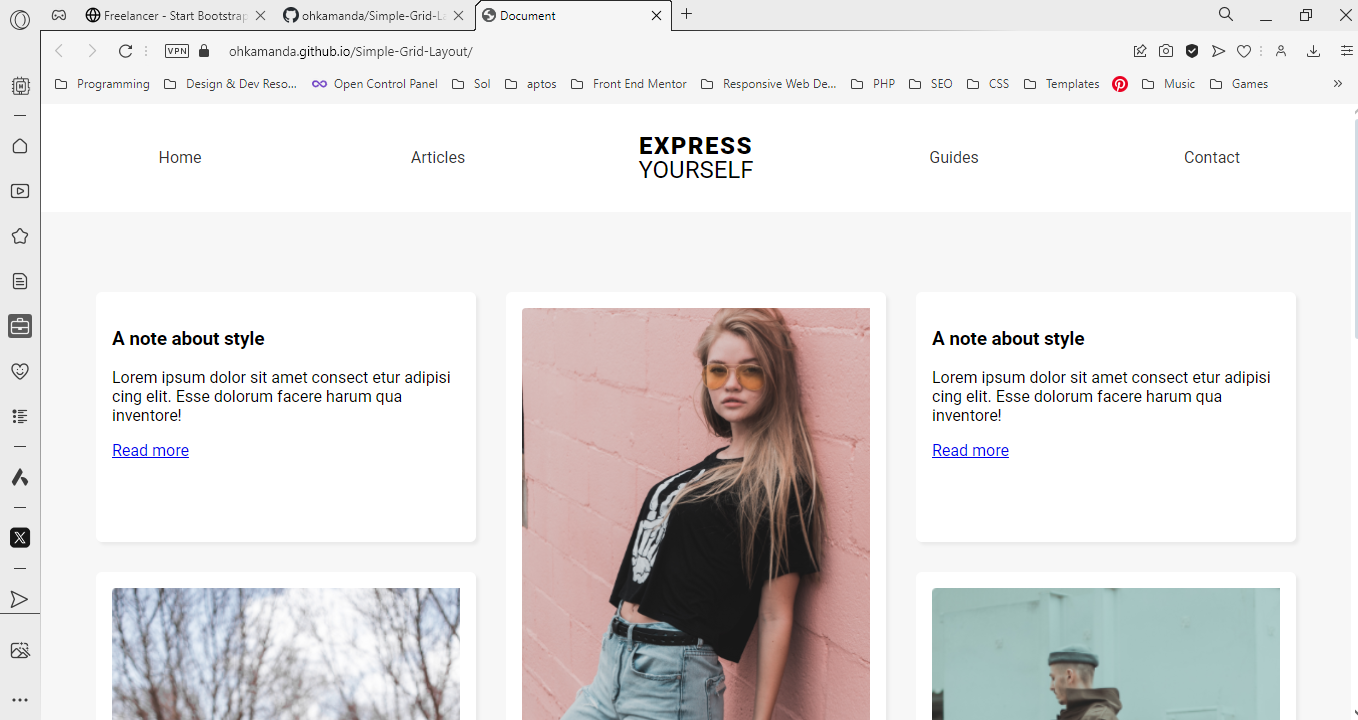 Freelancer - Start Bootstrap
ohkamanda/Simple-Grid-La
Document
VPN
ohkamanda.github.io/Simple-Grid-Layout/
Programming
Design & Dev Reso...
Open Control Panel
Sol
aptos
Front End Mentor
Responsive Web De...
PHP
SEO
CSS
Templates
Music
Games
Home
Articles
EXPRESS
YOURSELF
Guides
Contact
A note about style
Lorem ipsum dolor sit amet consect etur adipisi
cing elit. Esse dolorum facere harum qua
inventore!
Read more
A note about style
Lorem ipsum dolor sit amet consect etur adipisi
cing elit. Esse dolorum facere harum qua
inventore!
Read more